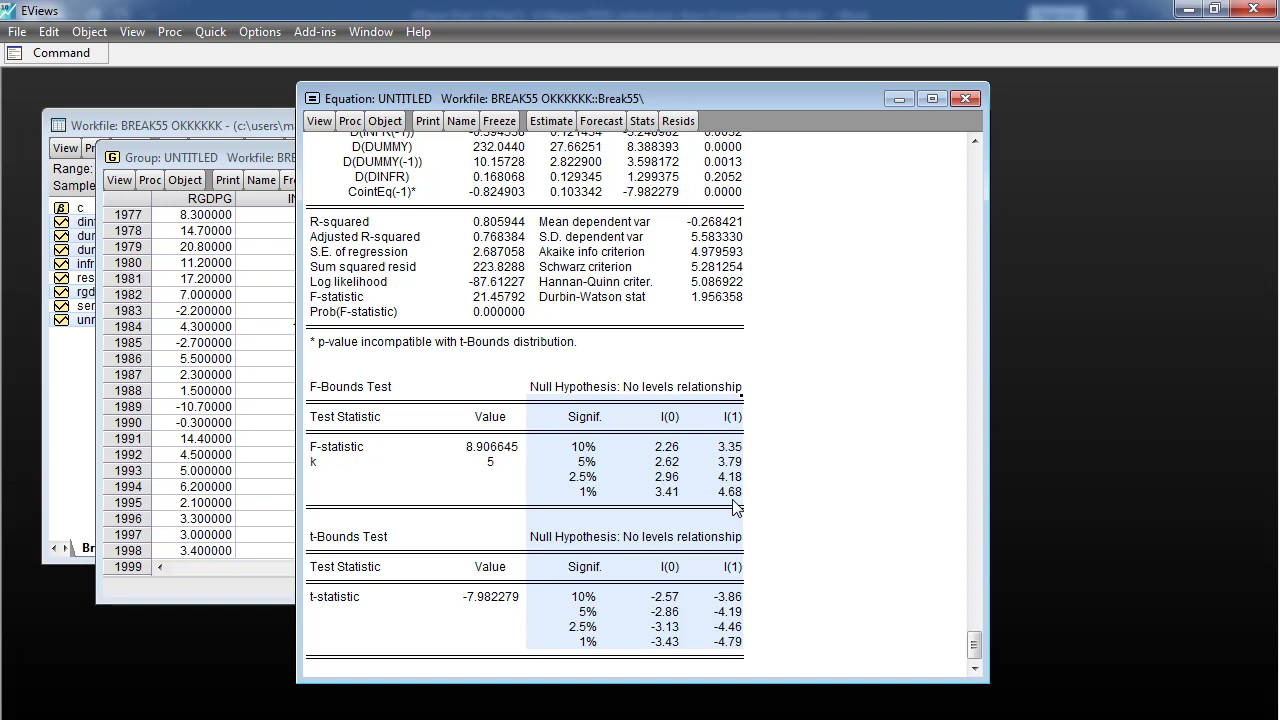 EViews
File Edit Object View Proc Quick Options Add-ins Window Help
Command
Workfile: BREAK55 OKKKKKK - (c:\users\m
View
Range:
Sample
c
res
Group: UNTITLED Workfile:
View Proc Object Print Name
RGDPG
1977 8.300000
1978 14.70000
1979 20.80000
1980 11.20000
1981 17.20000
1982 7.000000
1983 -2.200000
1984 4.300000
1985 -2.700000
1986 5.500000
1987 2.300000
1988 1.500000
1989 -10.70000
1990 -0.300000
1991 14.40000
1992 4.500000
1993 5.000000
1994 6.200000
1995 2.100000
1996 3.300000
1997 3.000000
1998 3.400000
1999
Equation: UNTITLED Workfile: BREAK55 OKKKKKK::Break55\
View Proc Object Print Name Freeze Estimate Forecast Stats Resids
D(DUMMY) 232.0440 27.66251 8.388393 0.0000
D(DUMMY(-1)) 10.15728 2.822900 3.598172 0.0013
D(DINFR) 0.168068 0.129345 1.299375 0.2052
CointEq(-1)* -0.824903 0.103342 -7.982279 0.0000
R-squared 0.805944 Mean dependent var -0.268421
Adjusted R-squared 0.768384 S.D. dependent var 5.583330
S.E. of regression 2.687058 Akaike info criterion 4.979593
Sum squared resid 223.8288 Schwarz criterion 5.281254
Log likelihood -87.61227 Hannan-Quinn criter. 5.086922
F-statistic 21.45792 Durbin-Watson stat 1.956358
Prob(F-statistic) 0.000000
* p-value incompatible with t-Bounds distribution.
F-Bounds Test Null Hypothesis: No levels relationship
Test Statistic Value Signif. I(0) I(1)
F-statistic 8.906645 10% 2.26 3.35
k 5 5% 2.62 3.79
2.5% 2.96 4.18
1% 3.41 4.68
t-Bounds Test Null Hypothesis: No levels relationship
Test Statistic Value Signif. I(0) I(1)
t-statistic -7.982279 10% -2.57 -3.86
5% -2.86 -4.19
2.5% -3.13 -4.46
1% -3.43 -4.79